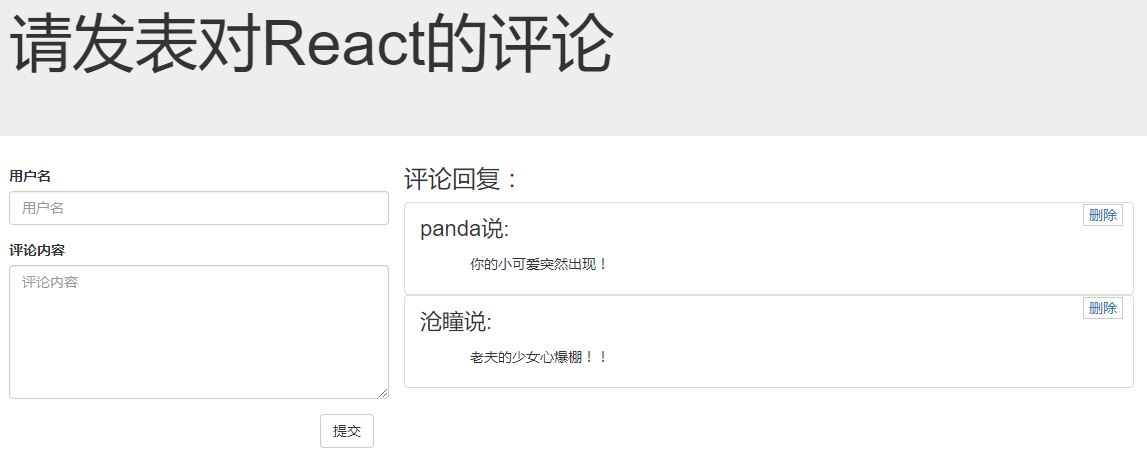 请发表对React的评论
用户名
用户名
评论内容
评论内容
提交
评论回复：
panda说:
删除
你的小可爱突然出现！
沧瞳说:
删除
老夫的少女心爆棚！！